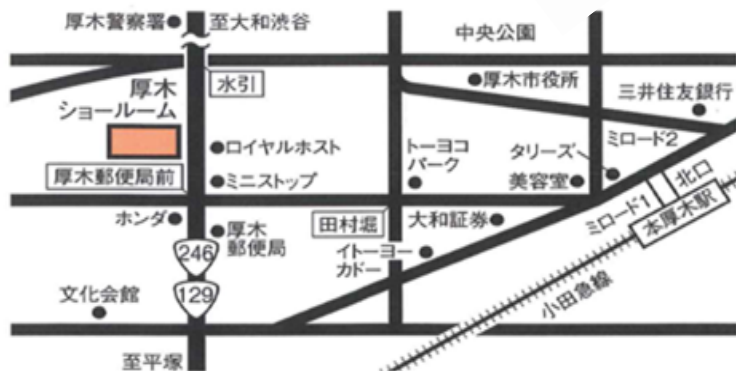 厚木警察署
至大和渋谷
中央公園
水引
厚木市役所
三井住友銀行
厚木
ショールーム
ロイヤルホスト
トーヨコ
パーク
タリーズ
ミロード2
ミニストップ
美容室
北口
厚木郵便局前
ミロード1
本厚木駅
ホンダ
田村堀
大和証券
厚木
郵便局
イトーヨー
カドー
246
小田急線
129
文化会館
至平塚